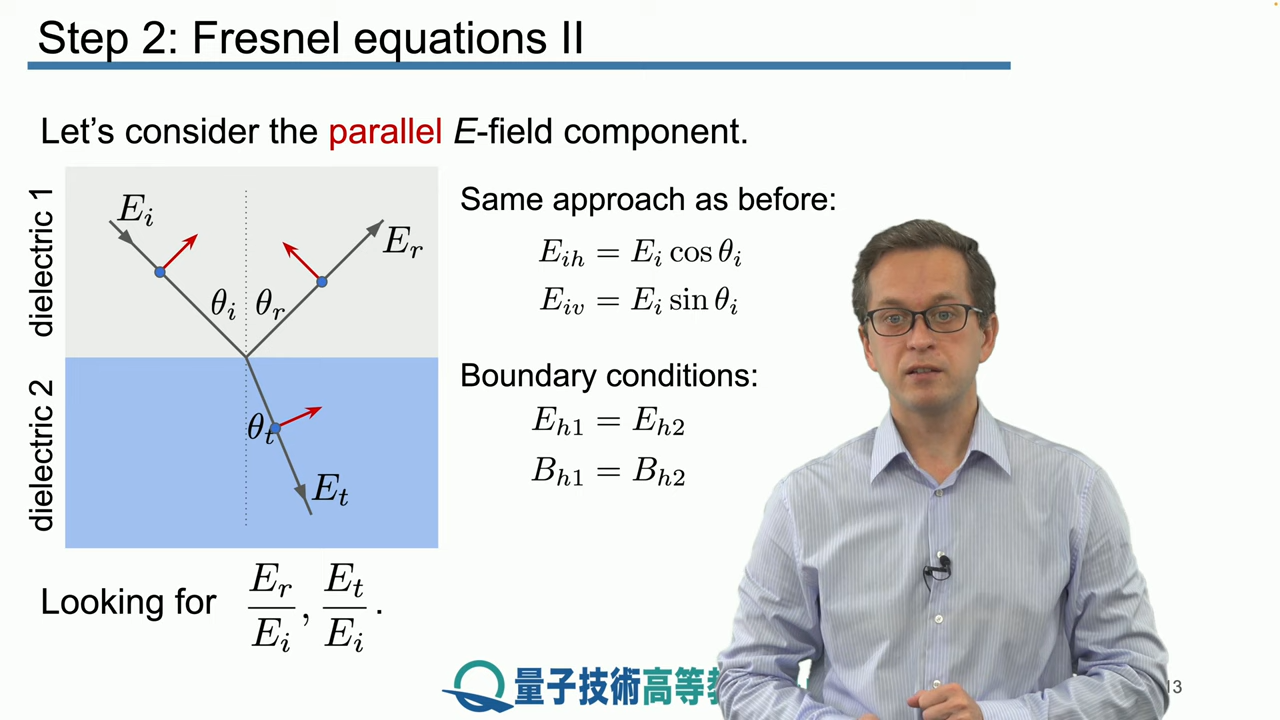 Step 2: Fresnel equations II
Let's consider the parallel E-field component.
dielectric 1
dielectric 2
E_i
E_r
θ_i
θ_r
θ_t
E_t
Same approach as before:
E_{ih} = E_i cos θ_i
E_{iv} = E_i sin θ_i
Boundary conditions:
E_{h1} = E_{h2}
B_{h1} = B_{h2}
Looking for E_r/E_i, E_t/E_i.
量子技術高等
13